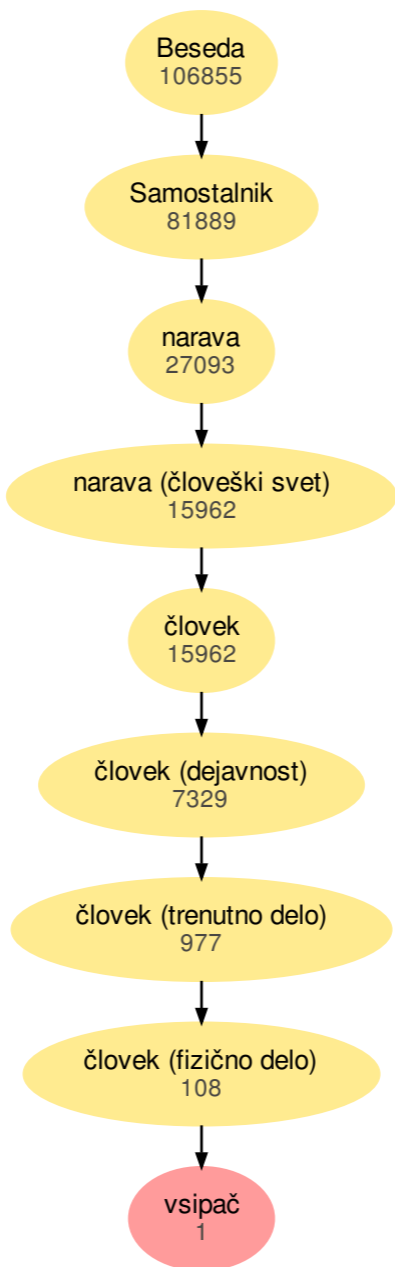 Beseda
106855
Samostalnik
81889
narava
27093
narava (človeški svet)
15962
človek
15962
človek (dejavnost)
7329
človek (trenutno delo)
977
človek (fizično delo)
108
vsipač
1